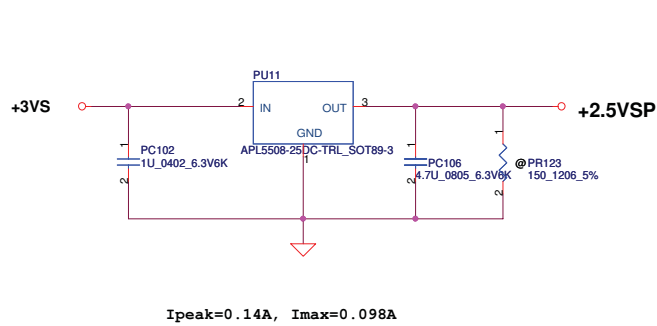 PU11
+3VS
2
IN
OUT
3
+2.5VSP
GND
APL5508-25DC-TRL_SOT89-3
1
1
PC102
1U_0402_6.3V6K
2
1
PC106
4.7U_0805_6.3V6K
2
1
@PR123
150_1206_5%
2
Ipeak=0.14A, Imax=0.098A